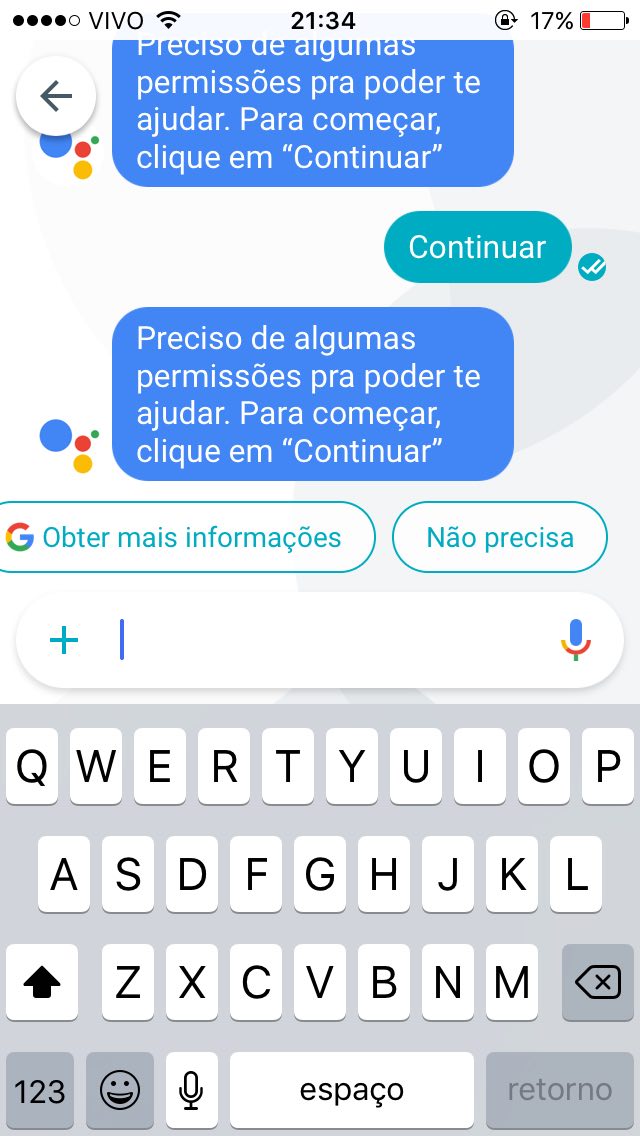 VIVO 21:34 17%
Preciso de algumas
permissões pra poder te
ajudar. Para começar,
clique em “Continuar”
Continuar
Preciso de algumas
permissões pra poder te
ajudar. Para começar,
clique em “Continuar”
G Obter mais informações Não precisa
Q W E R T Y U I O P
A S D F G H J K L
Z X C V B N M
123 espaço retorno